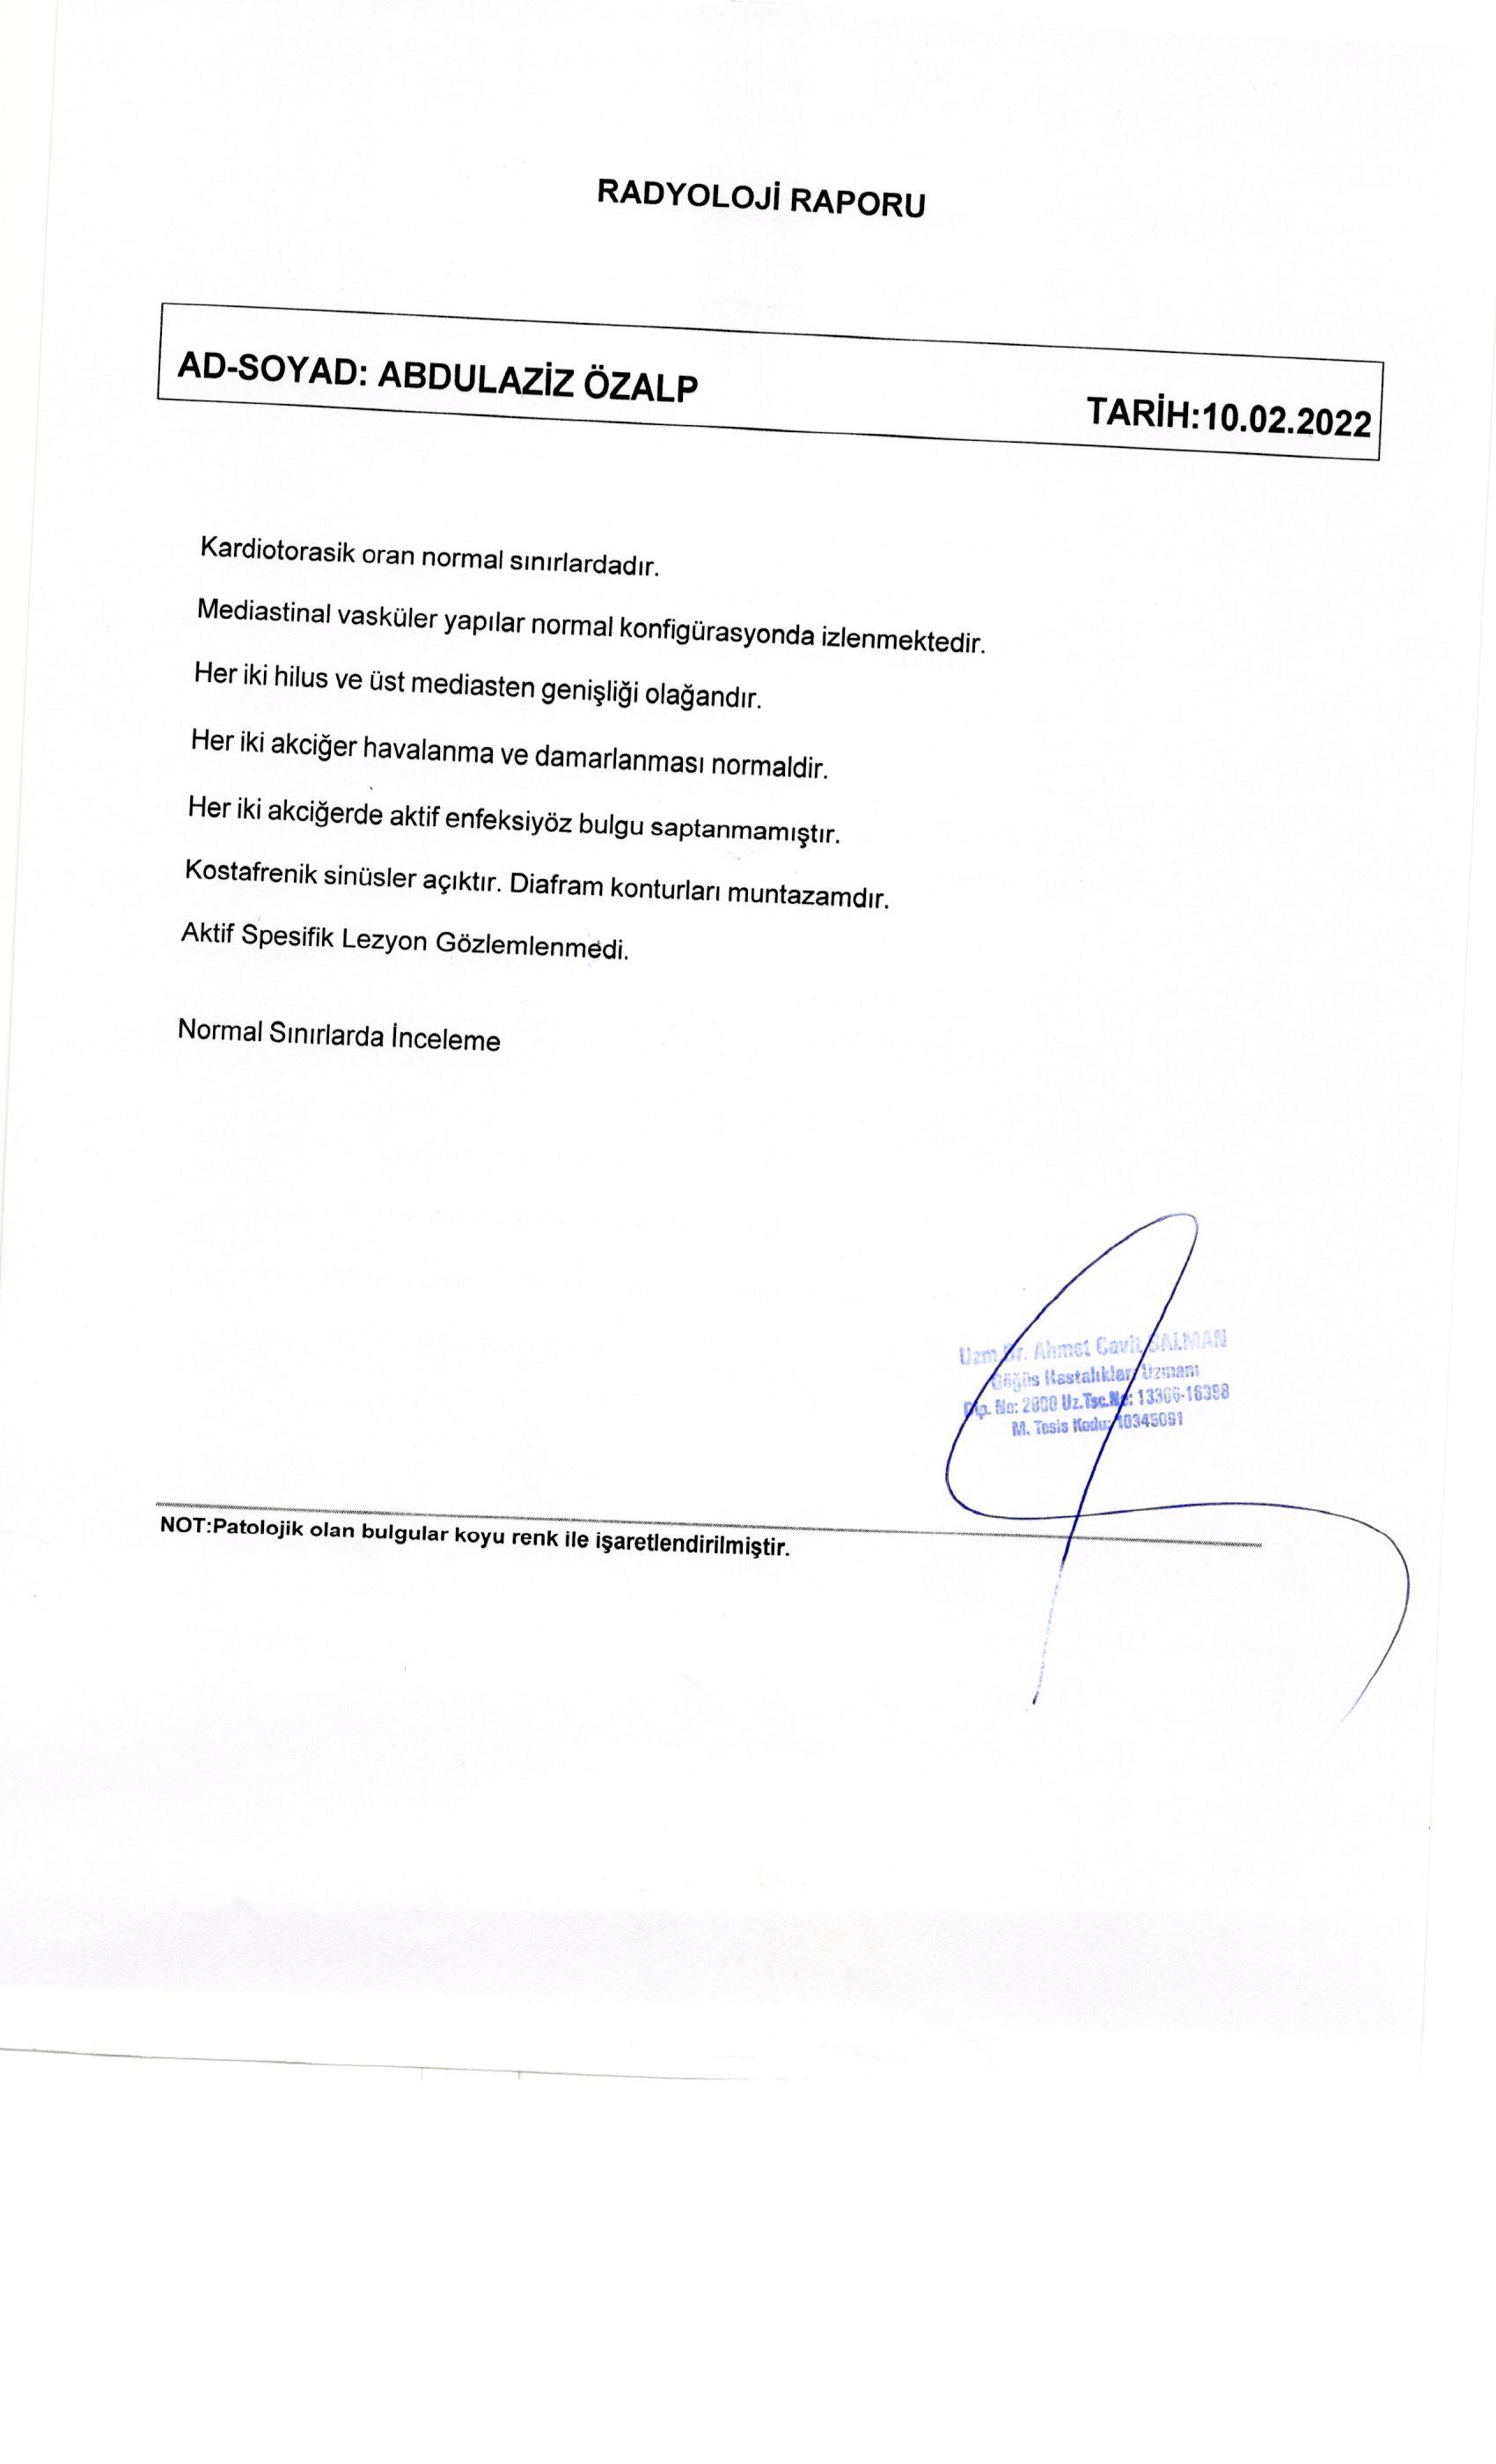 RADYOLOJİ RAPORU
AD-SOYAD: ABDULAZİZ ÖZALP
TARİH:10.02.2022
Kardiotorasik oran normal sınırlardadır.
Mediastinal vasküler yapılar normal konfigürasyonda izlenmektedir.
Her iki hilus ve üst mediasten genişliği olağandır.
Her iki akciğer havalanma ve damarlanması normaldir.
Her iki akciğerde aktif enfeksiyöz bulgu saptanmamıştır.
Kostafrenik sinüsler açıktır. Diafram konturları muntazamdır.
Aktif Spesifik Lezyon Gözlemlenmedi.
Normal Sınırlarda İnceleme
Uzm.Dr. Ahmet Cavit SALMAN
Göğüs Hastalıkları Uzmanı
Dip. No: Uz.Tsc.No:
M. Tesis Kodu:
NOT:Patolojik olan bulgular koyu renk ile işaretlendirilmiştir.